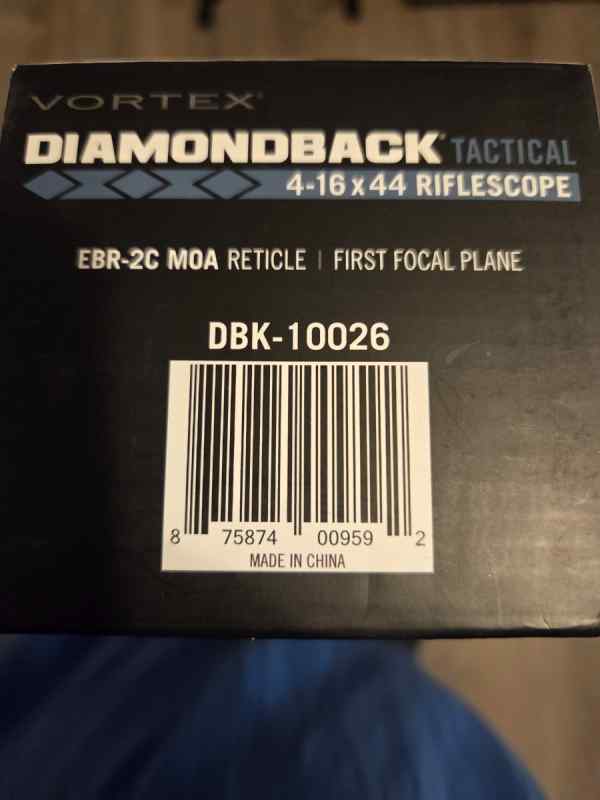 VORTEX®
DIAMONDBACK® TACTICAL
4-16 x 44 RIFLESCOPE
EBR-2C MOA RETICLE | FIRST FOCAL PLANE
DBK-10026
8 75874 00959 2
MADE IN CHINA